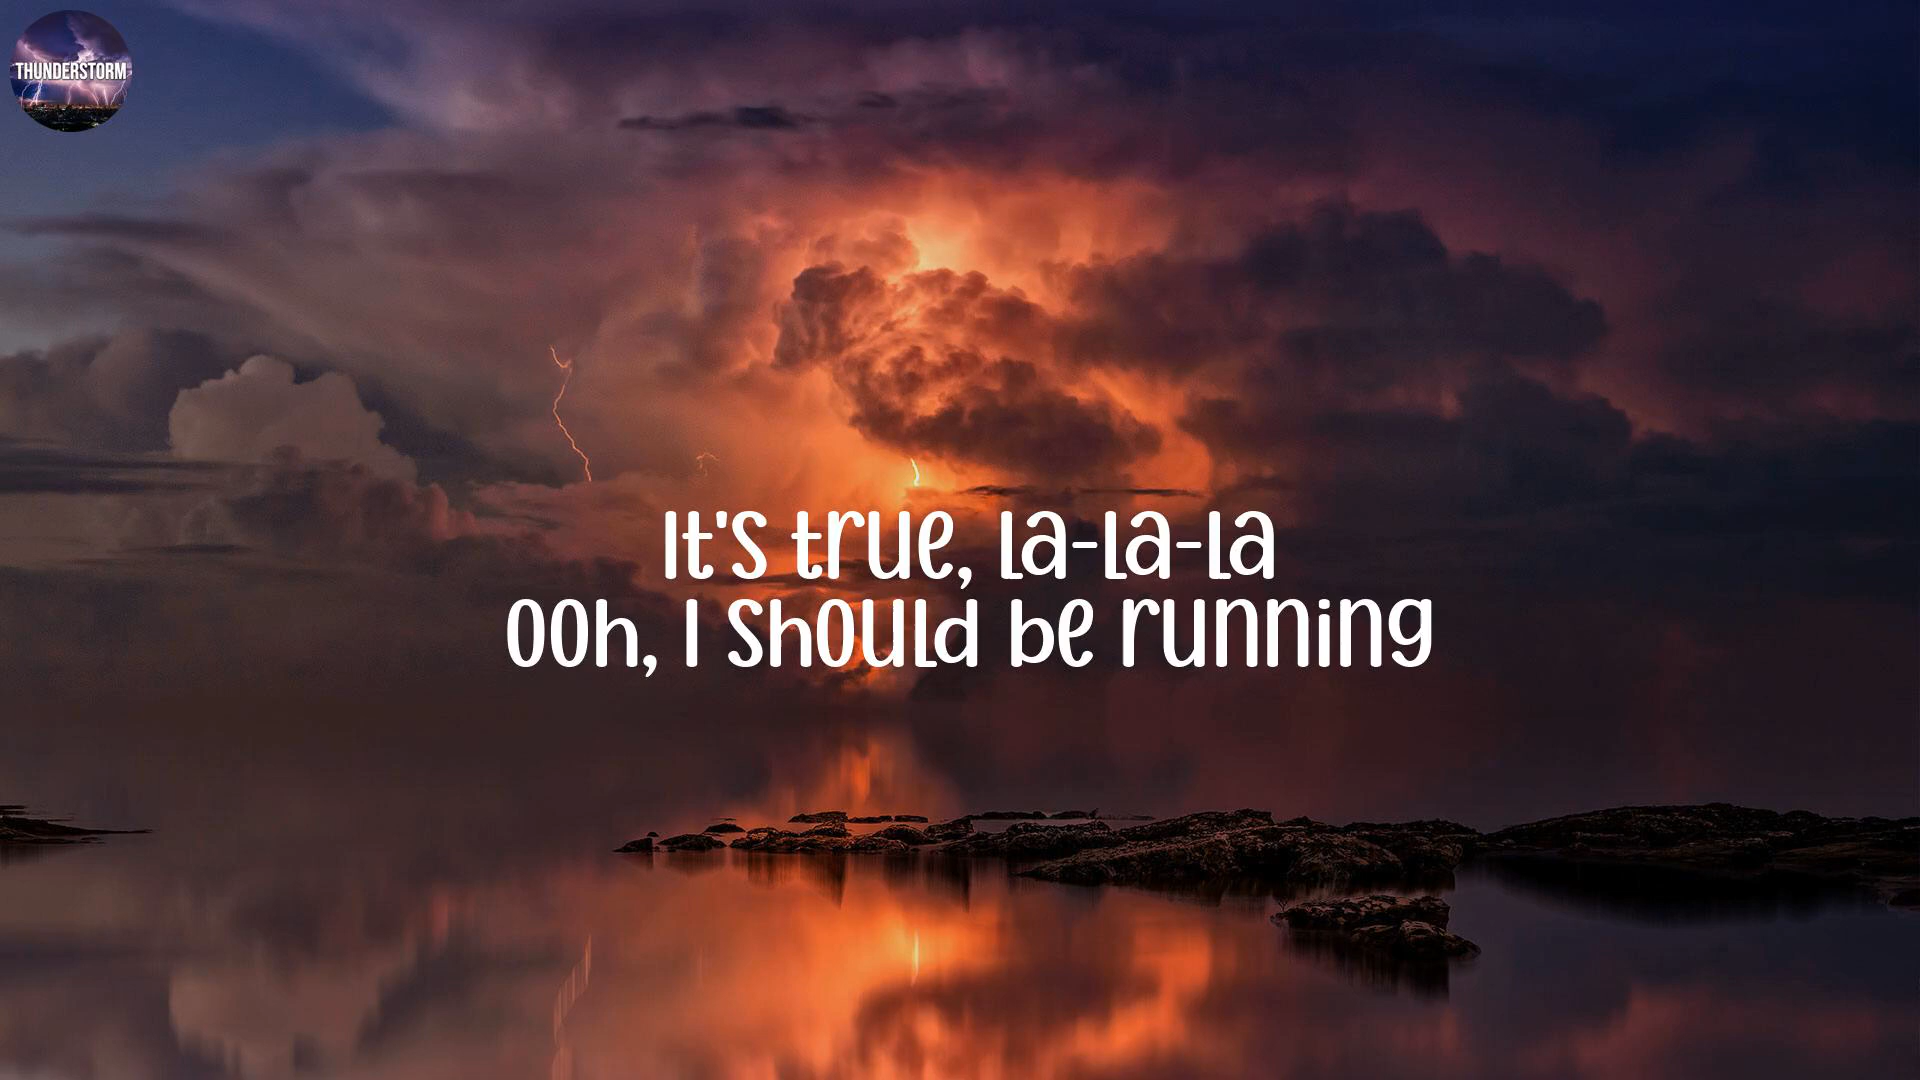 THUNDERSTORM
It's true, la-la-la
Ooh, I should be running